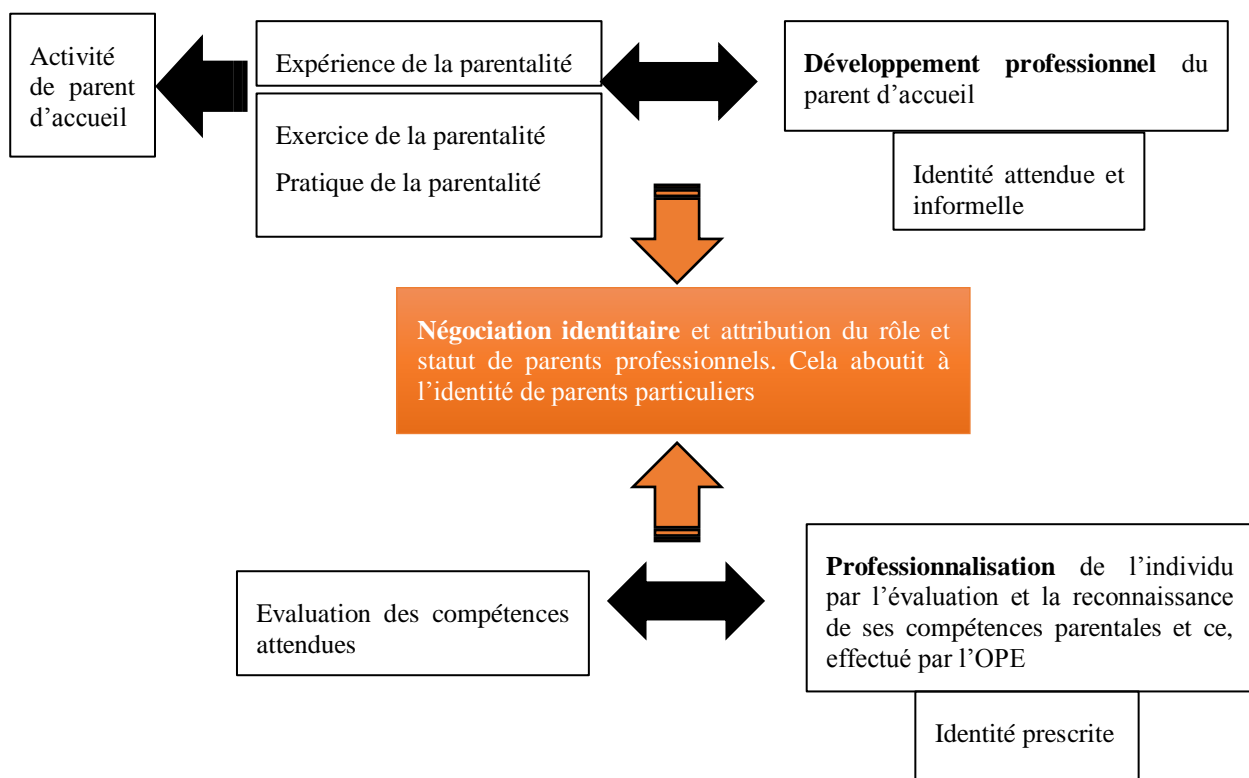 Activité
de parent
d’accueil
Expérience de la parentalité
Exercice de la parentalité
Pratique de la parentalité
Développement professionnel du
parent d’accueil
Identité attendue et
informelle
Négociation identitaire et attribution du rôle et
statut de parents professionnels. Cela aboutit à
l’identité de parents particuliers
Evaluation des compétences
attendues
Professionnalisation de l’individu
par l’évaluation et la reconnaissance
de ses compétences parentales et ce,
effectué par l’OPE
Identité prescrite